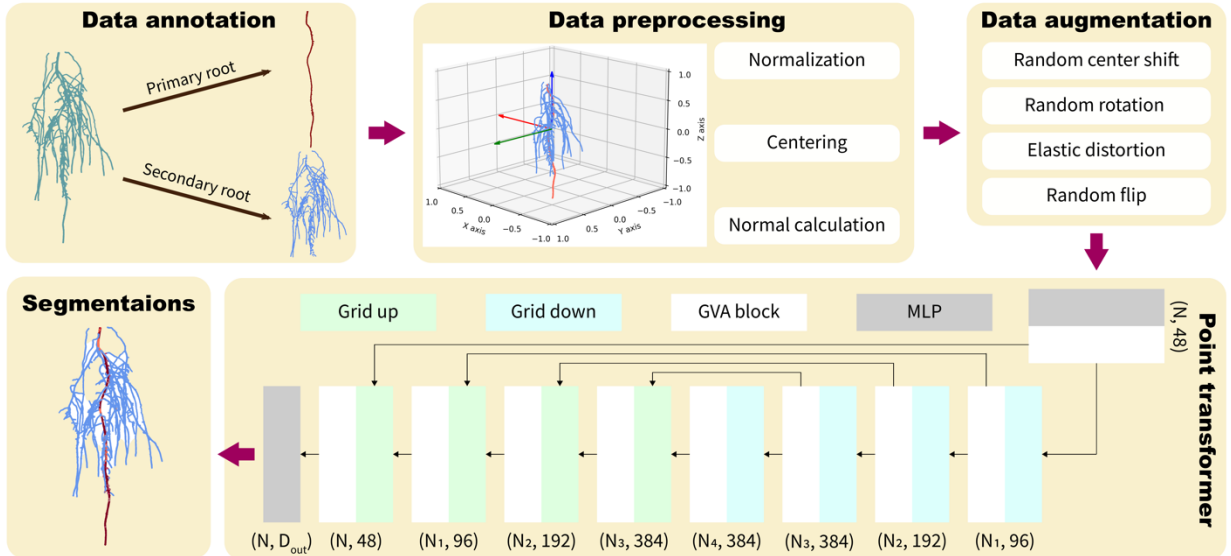 Data annotation
Primary root
Secondary root
Data preprocessing
1.0
0.5
0.0
−0.5
−1.0
Z axis
1.0
0.5
0.0
−0.5
−1.0
X axis
1.0
0.5
0.0
−0.5
−1.0
Y axis
Normalization
Centering
Normal calculation
Data augmentation
Random center shift
Random rotation
Elastic distortion
Random flip
Segmentaions
Grid up
Grid down
GVA block
MLP
(N, 48)
Point transformer
(N, D_out)
(N, 48)
(N₁, 96)
(N₂, 192)
(N₃, 384)
(N₄, 384)
(N₃, 384)
(N₂, 192)
(N₁, 96)